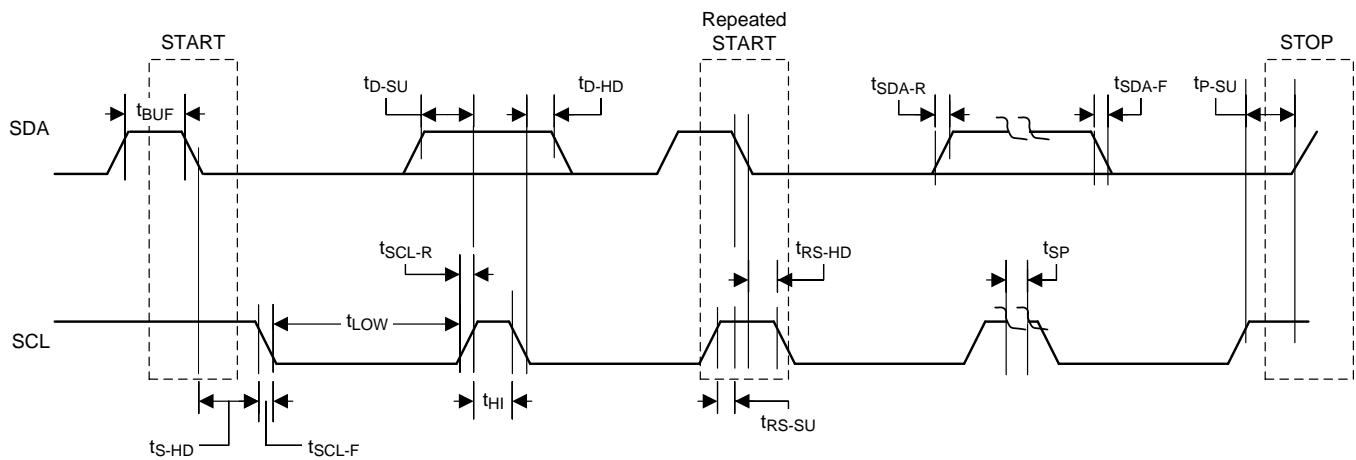 START
Repeated
START
STOP
tBUF
tD-SU
tD-HD
tSDA-R
tSDA-F
tP-SU
SDA
tSCL-R
tRS-HD
tSP
tLOW
SCL
tHI
tRS-SU
tS-HD
tSCL-F